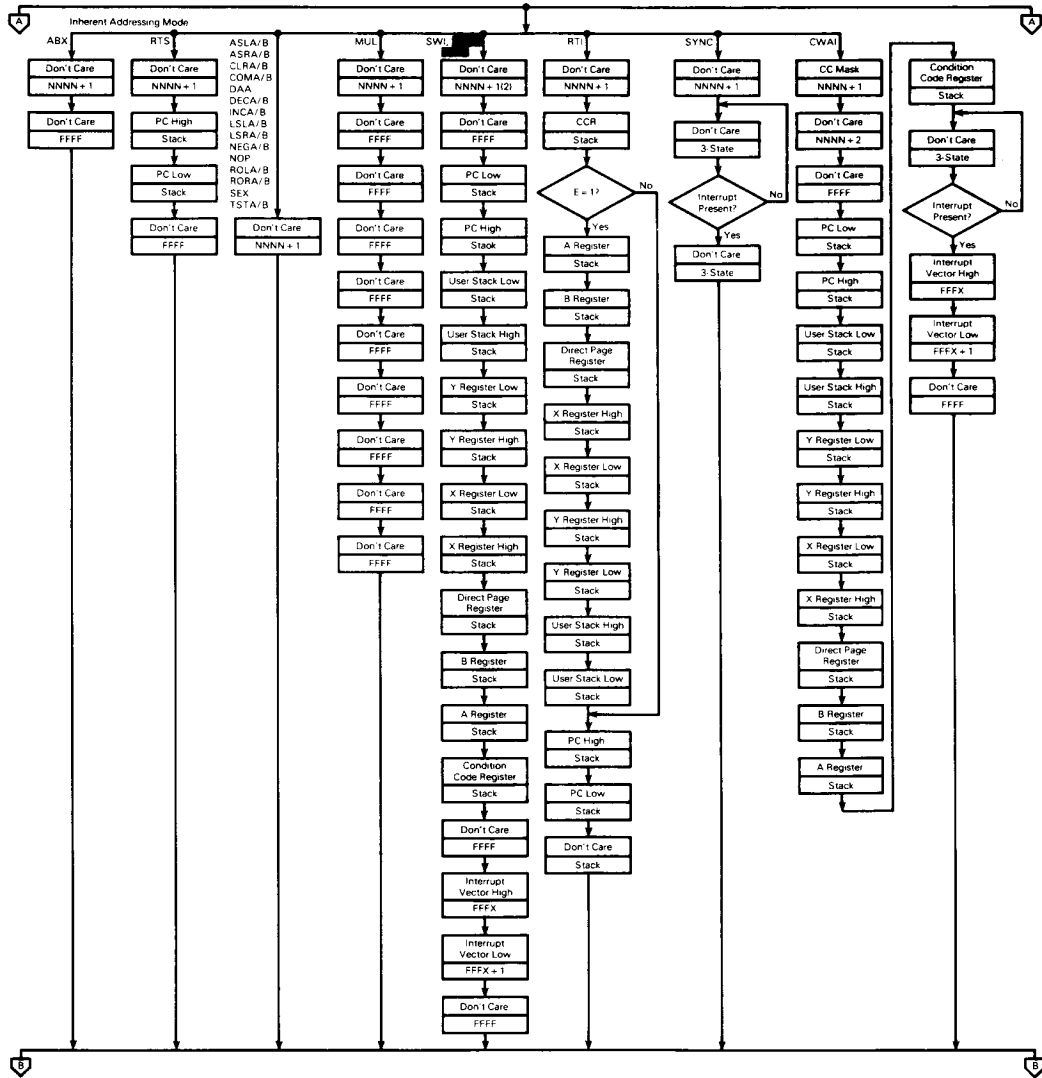 A
A
Inherent Addressing Mode
ABX
Don't Care
NNNN + 1
Don't Care
FFFF
RTS
Don't Care
NNNN + 1
PC High
Stack
PC Low
Stack
Don't Care
FFFF
ASLA/B
ASRA/B
CLRA/B
COMA/B
DAA
DECA/B
INCA/B
LSLA/B
LSRA/B
NEGA/B
NOP
ROLA/B
RORA/B
SEX
TSTA/B
Don't Care
NNNN + 1
MUL
Don't Care
NNNN + 1
Don't Care
FFFF
Don't Care
FFFF
Don't Care
FFFF
Don't Care
FFFF
Don't Care
FFFF
Don't Care
FFFF
Don't Care
FFFF
Don't Care
FFFF
Don't Care
FFFF
SWI,
Don't Care
NNNN + 1(2)
Don't Care
FFFF
PC Low
Stack
PC High
Staok
User Stack Low
Stack
User Stack High
Stack
Y Register Low
Stack
Y Register High
Stack
X Register Low
Stack
X Register High
Stack
Direct Page
Register
Stack
B Register
Stack
A Register
Stack
Condition
Code Register
Stack
Don't Care
FFFF
Interrupt
Vector High
FFFX
Interrupt
Vector Low
FFFX + 1
Don't Care
FFFF
RTI
Don't Care
NNNN + 1
CCR
Stack
E = 1?
No
Yes
A Register
Stack
B Register
Stack
Direct Page
Register
Stack
X Register High
Stack
X Register Low
Stack
Y Register High
Stack
Y Register Low
Stack
User Stack High
Stack
User Stack Low
Stack
PC High
Stack
PC Low
Stack
Don't Care
Stack
SYNC
Don't Care
NNNN + 1
Don't Care
3-State
Interrupt
Present?
No
Yes
Don't Care
3-State
CWAI
CC Mask
NNNN + 1
Don't Care
NNNN + 2
Don't Care
FFFF
PC Low
Stack
PC High
Stack
User Stack Low
Stack
User Stack High
Stack
Y Register Low
Stack
Y Register High
Stack
X Register Low
Stack
X Register High
Stack
Direct Page
Register
Stack
B Register
Stack
A Register
Stack
Condition
Code Register
Stack
Don't Care
3-State
Interrupt
Present?
No
Yes
Interrupt
Vector High
FFFX
Interrupt
Vector Low
FFFX + 1
Don't Care
FFFF
B
B